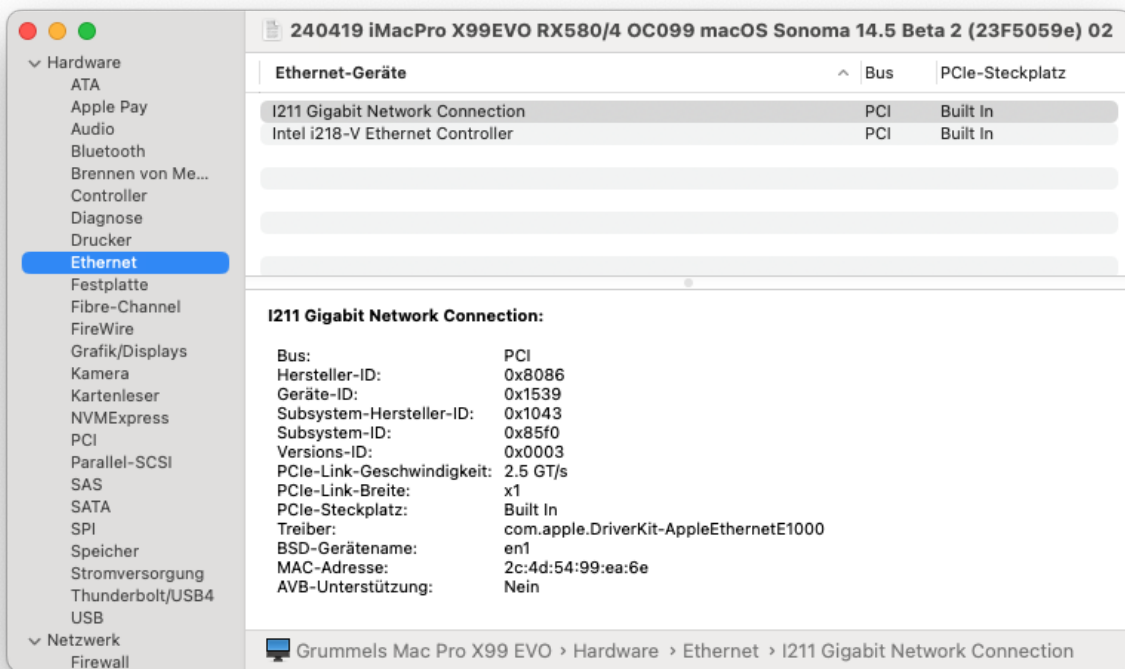 240419 iMacPro X99EVO RX580/4 OC099 macOS Sonoma 14.5 Beta 2 (23F5059e) 02
Hardware
ATA
Apple Pay
Audio
Bluetooth
Brennen von Me...
Controller
Diagnose
Drucker
Ethernet
Festplatte
Fibre-Channel
FireWire
Grafik/Displays
Kamera
Kartenleser
NVMExpress
PCI
Parallel-SCSI
SAS
SATA
SPI
Speicher
Stromversorgung
Thunderbolt/USB4
USB
Netzwerk
Firewall
Ethernet-Geräte Bus PCIe-Steckplatz
I211 Gigabit Network Connection PCI Built In
Intel i218-V Ethernet Controller PCI Built In
I211 Gigabit Network Connection:
Bus: PCI
Hersteller-ID: 0x8086
Geräte-ID: 0x1539
Subsystem-Hersteller-ID: 0x1043
Subsystem-ID: 0x85f0
Versions-ID: 0x0003
PCIe-Link-Geschwindigkeit: 2.5 GT/s
PCIe-Link-Breite: x1
PCIe-Steckplatz: Built In
Treiber: com.apple.DriverKit-AppleEthernetE1000
BSD-Gerätename: en1
MAC-Adresse: 2c:4d:54:99:ea:6e
AVB-Unterstützung: Nein
Grummels Mac Pro X99 EVO › Hardware › Ethernet › I211 Gigabit Network Connection